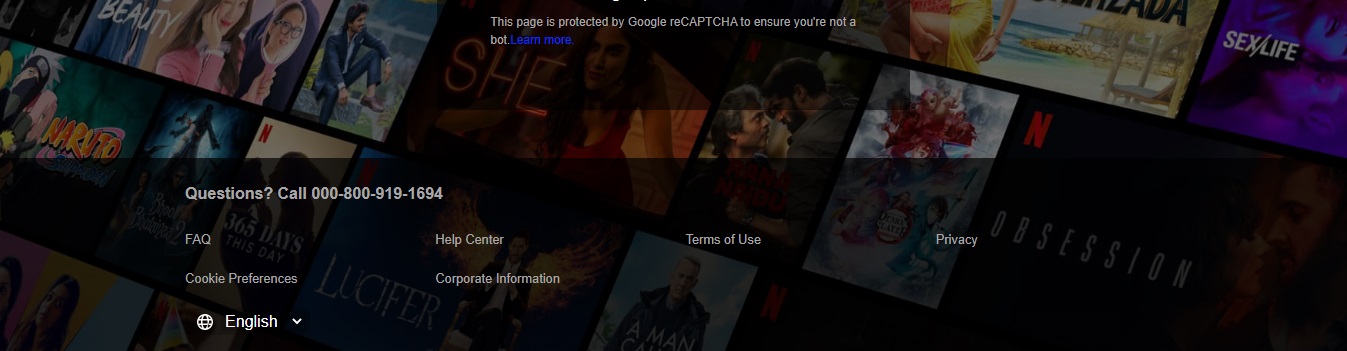 BEAUTY
ERZADA
This page is protected by Google reCAPTCHA to ensure you're not a
bot.Learn more.
SEX/LIFE
SHE
NARUTO
N
N
Questions? Call 000-800-919-1694
365 DAYS
THIS DAY
OBSESSION
FAQ
Help Center
Terms of Use
Privacy
LUCIFER
Cookie Preferences
Corporate Information
N
A MAN
English